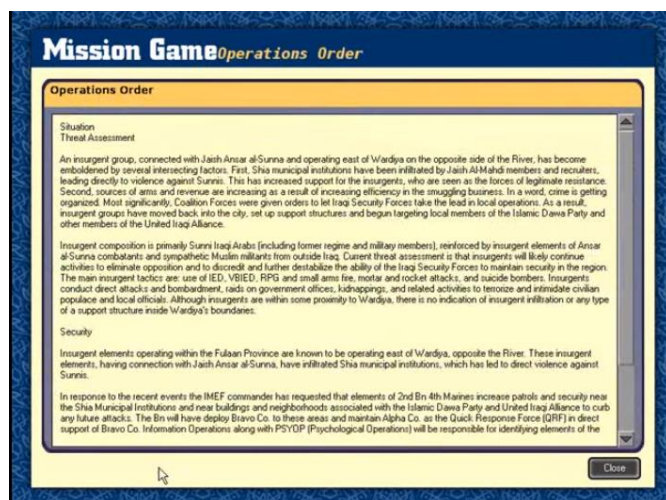 Mission Game Operations Order
Operations Order
Situation
Threat Assessment
An insurgent group, connected with Jaish Ansar al-Sunna and operating east of Wardiya on the opposite side of the River, has become
emboldened by several intersecting factors. First, Shia municipal institutions have been infiltrated by Jaish Al-Mahdi members and recruiters,
leading directly to violence against Sunnis. This has increased support for the insurgents, who are seen as the forces of legitimate resistance.
Second, sources of arms and revenue are increasing as a result of increasing efficiency in the smuggling business. In a word, crime is getting
organized. Most significantly, Coalition Forces were given orders to let Iraqi Security Forces take the lead in local operations. As a result,
insurgent groups have moved back into the city, set up support structures and begun targeting local members of the Islamic Dawa Party and
other members of the United Iraqi Alliance.
Insurgent composition is primarily Sunni Iraqi Arabs (including former regime and military members), reinforced by insurgent elements of Ansar
al-Sunna combatants and sympathetic Muslim militants from outside Iraq. Current threat assessment is that insurgents will likely continue
activities to eliminate opposition and to discredit and further destabilize the ability of the Iraqi Security Forces to maintain security in the region.
The main insurgent tactics are: use of IED, VBIED, RPG and small arms fire, mortar and rocket attacks, and suicide bombers. Insurgents
conduct direct attacks and bombardment, raids on government offices, kidnappings, and related activities to terrorize and intimidate civilian
populace and local officials. Although insurgents are within some proximity to Wardiya, there is no indication of insurgent infiltration or any type
of a support structure inside Wardiya's boundaries.
Security
Insurgent elements operating within the Fulaan Province are known to be operating east of Wardiya, opposite the River. These insurgent
elements, having connection with Jaish Ansar al-Sunna, have infiltrated Shia municipal institutions, which has led to direct violence against
Sunnis.
In response to the recent events the IMEF commander has requested that elements of 2nd Bn 4th Marines increase patrols and security near
the Shia Municipal Institutions and near buildings and neighborhoods associated with the Islamic Dawa Party and United Iraqi Alliance to curb
any future attacks. The Bn will have deploy Bravo Co. to these areas and maintain Alpha Co. as the Quick Response Force (QRF) in direct
support of Bravo Co. Information Operations along with PSYOP (Psychological Operations) will be responsible for identifying elements of the
Close